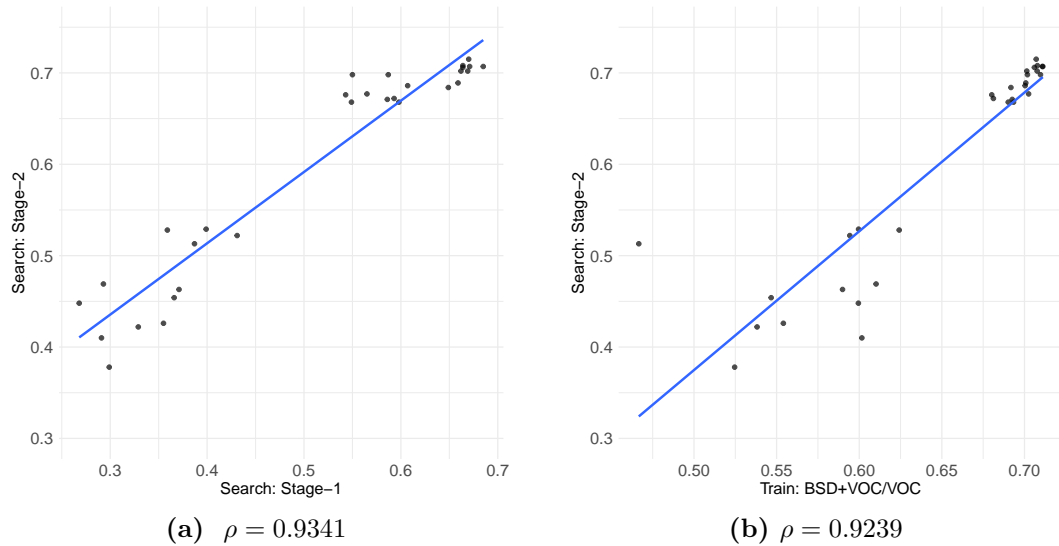 0.7
0.6
0.5
0.4
0.3
Search: Stage−2
0.3 0.4 0.5 0.6 0.7
Search: Stage−1
(a) ρ = 0.9341
0.7
0.6
0.5
0.4
0.3
Search: Stage−2
0.50 0.55 0.60 0.65 0.70
Train: BSD+VOC/VOC
(b) ρ = 0.9239